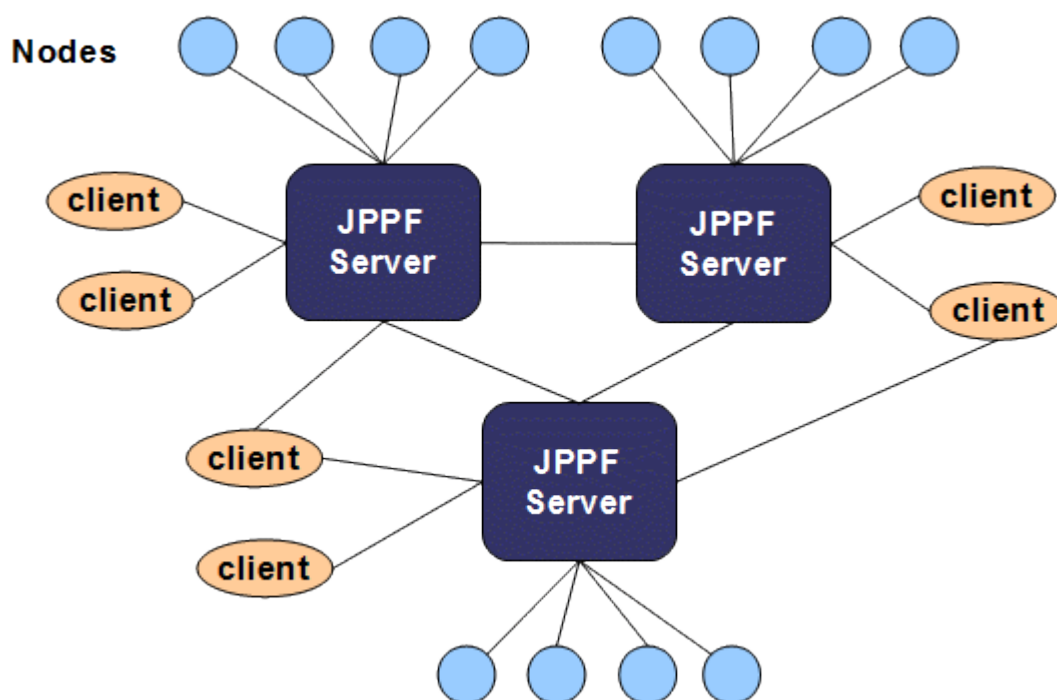 Nodes
client
client
JPPF
Server
JPPF
Server
client
client
client
client
JPPF
Server